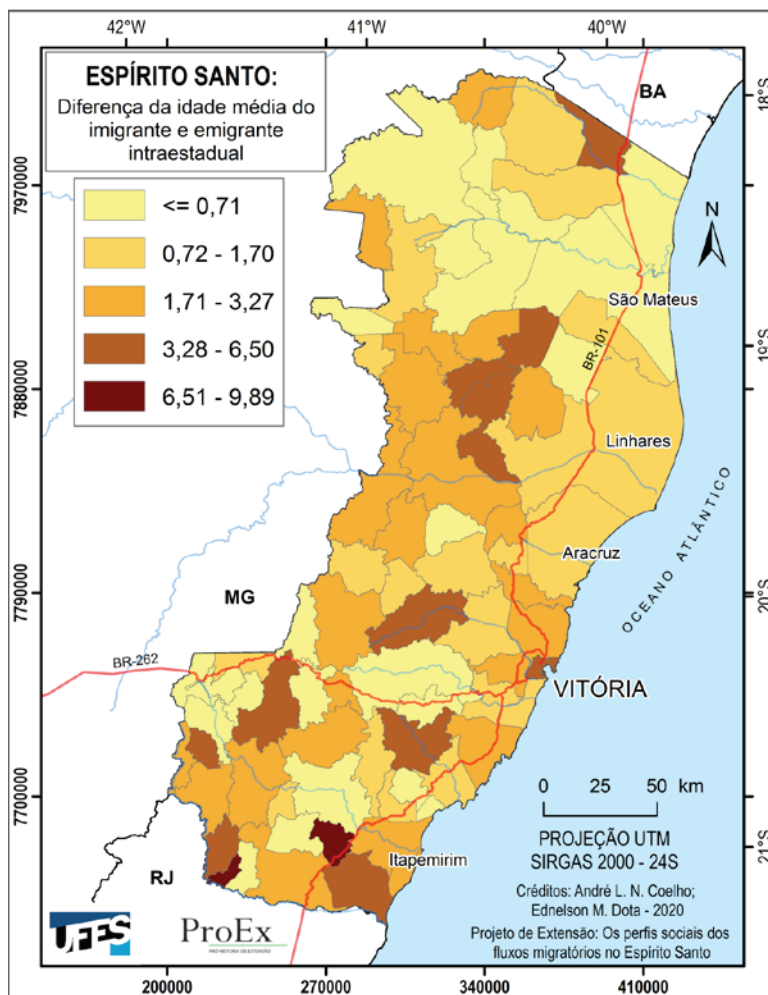 42°W 41°W 40°W
ESPÍRITO SANTO:
Diferença da idade média do
imigrante e emigrante
intraestadual
<= 0,71
0,72 - 1,70
1,71 - 3,27
3,28 - 6,50
6,51 - 9,89
BA
18°S
N
7970000
São Mateus
19°S
BR-101
7880000
Linhares
OCEANO ATLÂNTICO
Aracruz
MG
7790000
20°S
BR-262
VITÓRIA
0 25 50 km
7700000
PROJEÇÃO UTM
SIRGAS 2000 - 24S
21°S
Itapemirim
RJ
Créditos: André L. N. Coelho;
Ednelson M. Dota - 2020
Projeto de Extensão: Os perfis sociais dos
fluxos migratórios no Espírito Santo
UFES
ProEx
PRÓ-REITORIA DE EXTENSÃO
200000 270000 340000 410000